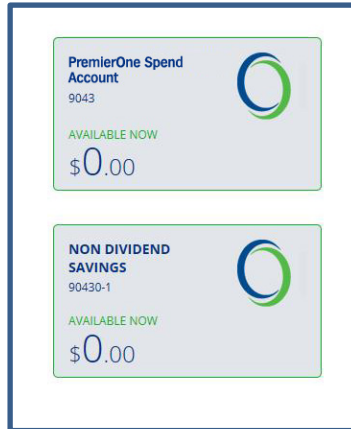 PremierOne Spend
Account
9043
AVAILABLE NOW
$0.00
NON DIVIDEND
SAVINGS
90430-1
AVAILABLE NOW
$0.00